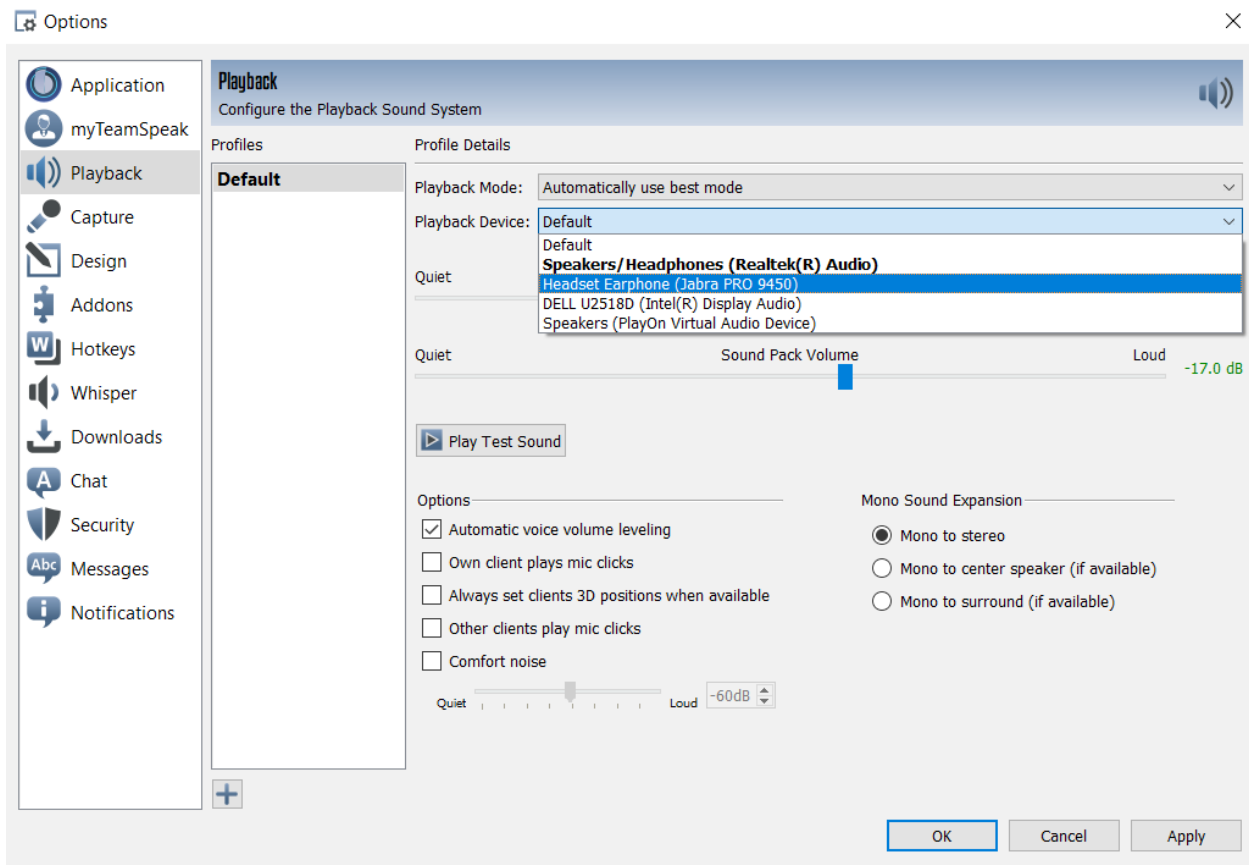 Options
Application
myTeamSpeak
Playback
Capture
Design
Addons
Hotkeys
Whisper
Downloads
Chat
Security
Messages
Notifications
Playback
Configure the Playback Sound System
Profiles
Default
Profile Details
Playback Mode: Automatically use best mode
Playback Device: Default
Default
Speakers/Headphones (Realtek(R) Audio)
Headset Earphone (Jabra PRO 9450)
DELL U2518D (Intel(R) Display Audio)
Speakers (PlayOn Virtual Audio Device)
Quiet
Quiet Sound Pack Volume Loud -17.0 dB
Play Test Sound
Options
Automatic voice volume leveling
Own client plays mic clicks
Always set clients 3D positions when available
Other clients play mic clicks
Comfort noise
Quiet Loud -60dB
Mono Sound Expansion
Mono to stereo
Mono to center speaker (if available)
Mono to surround (if available)
OK Cancel Apply
W
A
Abc